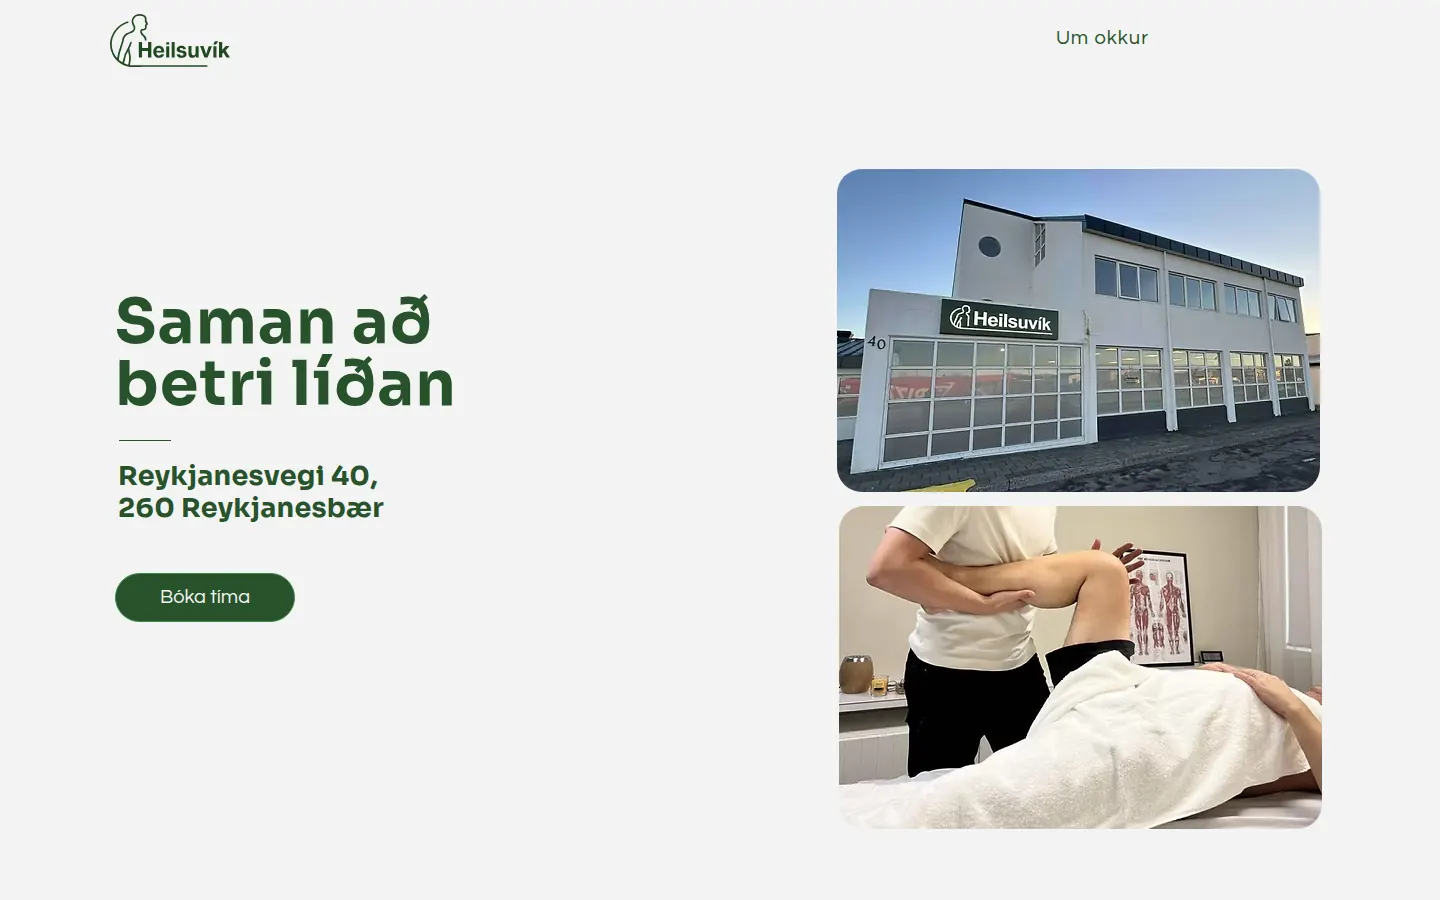 Heilsuvík
Um okkur
Saman að
betri líðan
Reykjanesvegi 40,
260 Reykjanesbær
Bóka tíma
Heilsuvík
40